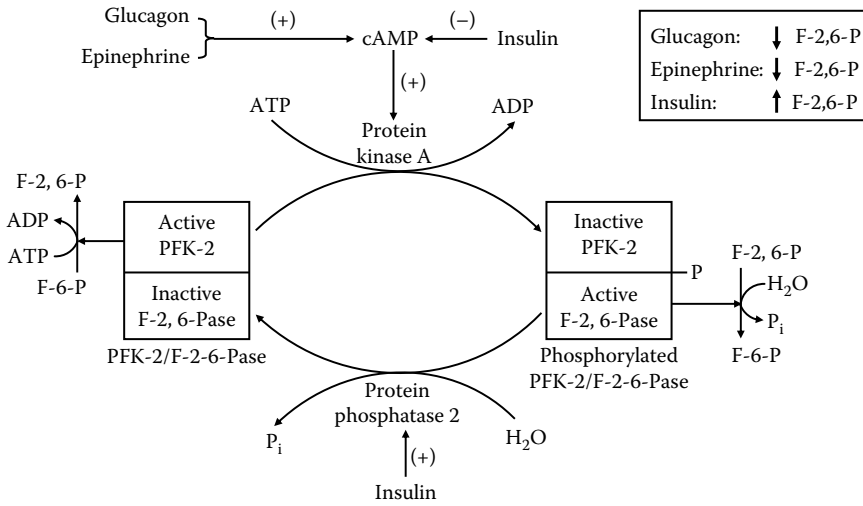 Glucagon
Epinephrine
(+)
cAMP
(−)
Insulin
(+)
Glucagon: ↓ F-2,6-P
Epinephrine: ↓ F-2,6-P
Insulin: ↑ F-2,6-P
ATP
ADP
Protein
kinase A
F-2, 6-P
ADP
ATP
F-6-P
Active
PFK-2
Inactive
F-2, 6-Pase
PFK-2/F-2-6-Pase
Inactive
PFK-2
P
Active
F-2, 6-Pase
Phosphorylated
PFK-2/F-2-6-Pase
F-2, 6-P
H₂O
Pᵢ
F-6-P
Protein
phosphatase 2
Pᵢ
H₂O
(+)
Insulin